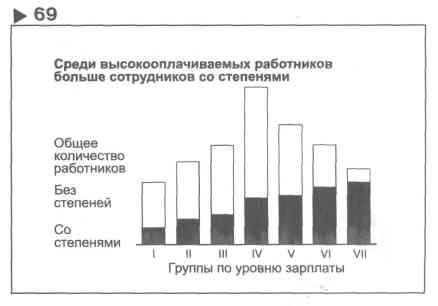 ▶ 69
Среди высокооплачиваемых работников
больше сотрудников со степенями
Общее
количество
работников
Без
степеней
Со
степенями
I II III IV V VI VII
Группы по уровню зарплаты